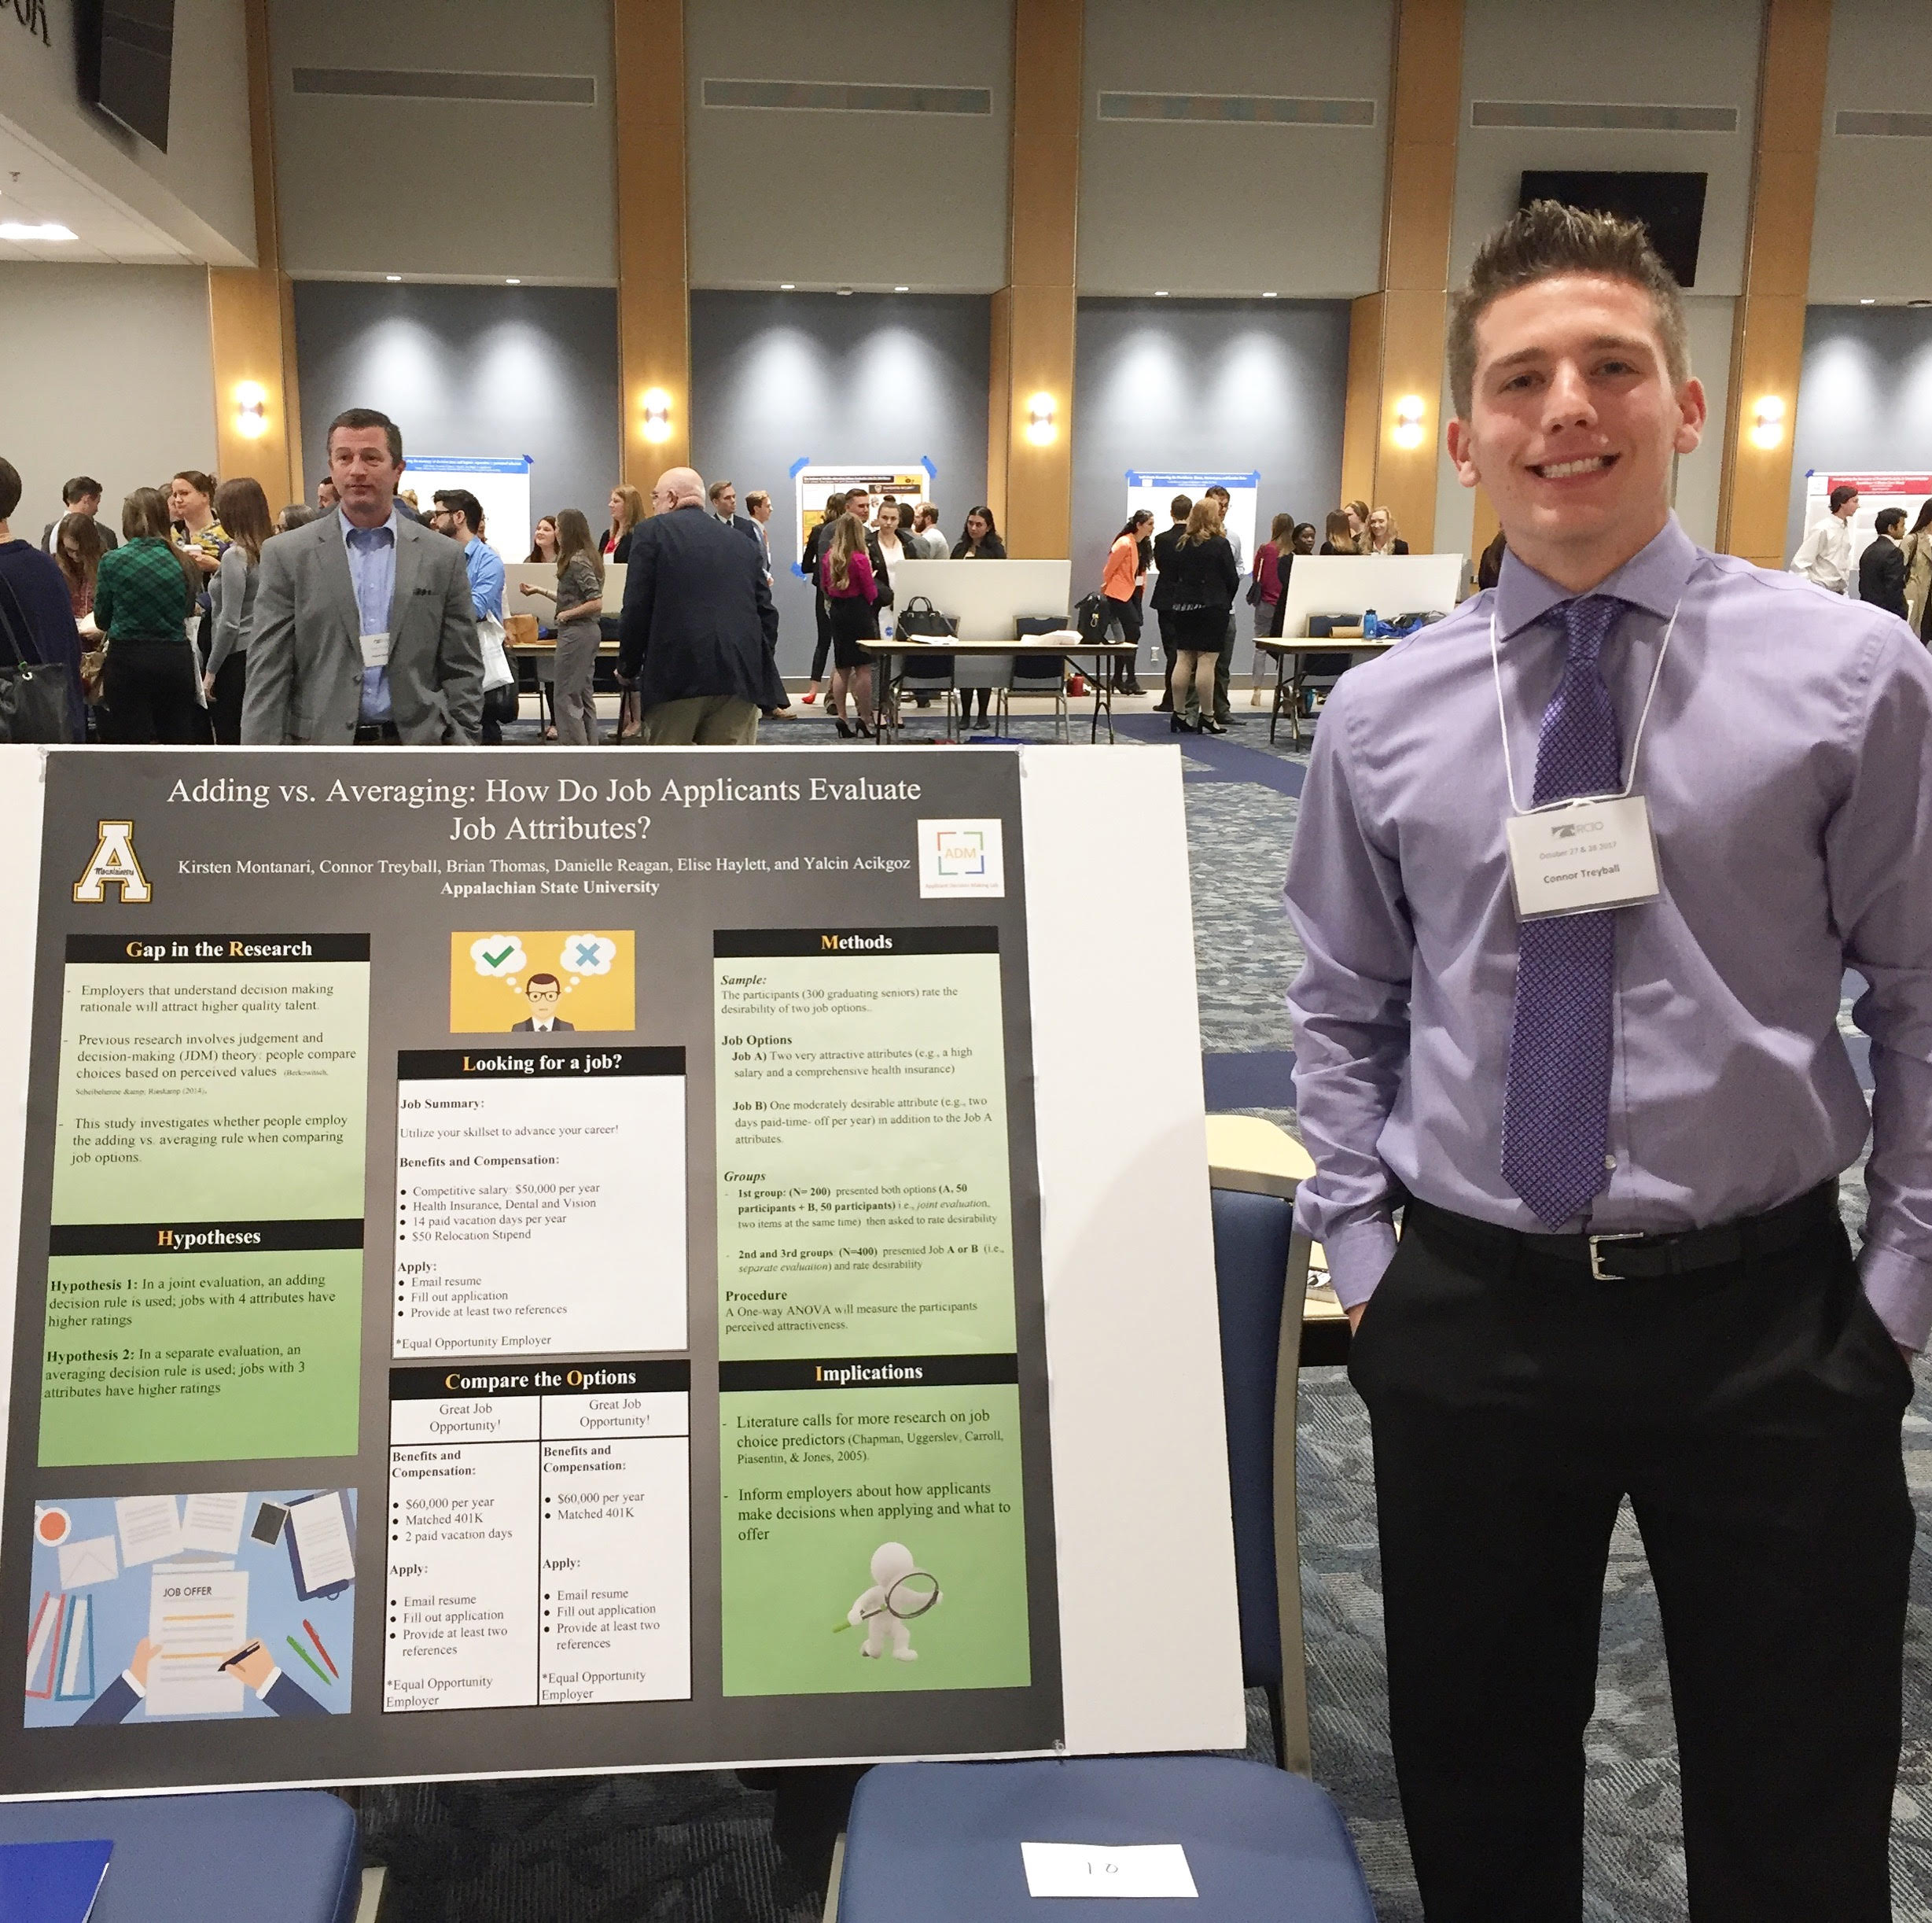 Adding vs. Averaging: How Do Job Applicants Evaluate
Job Attributes?
Kirsten Montanari, Connor Treyball, Brian Thomas, Danielle Reagan, Elise Haylett, and Yalcin Acikgoz
Appalachian State University
A
Mountaineers
ADM
Applicant Decision Making Lab
Gap in the Research
- Employers that understand decision making
rationale will attract higher quality talent.
- Previous research involves judgement and
decision-making (JDM) theory: people compare
choices based on perceived values (Berkowitsch,
Scheibehenne &amp; Rieskamp (2014),
- This study investigates whether people employ
the adding vs. averaging rule when comparing
job options.
Hypotheses
Hypothesis 1: In a joint evaluation, an adding
decision rule is used; jobs with 4 attributes have
higher ratings
Hypothesis 2: In a separate evaluation, an
averaging decision rule is used; jobs with 3
attributes have higher ratings
JOB OFFER
Looking for a job?
Job Summary:
Utilize your skillset to advance your career!
Benefits and Compensation:
● Competitive salary: $50,000 per year
● Health Insurance, Dental and Vision
● 14 paid vacation days per year
● $50 Relocation Stipend
Apply:
● Email resume
● Fill out application
● Provide at least two references
*Equal Opportunity Employer
Compare the Options
Great Job
Opportunity!
Benefits and
Compensation:
● $60,000 per year
● Matched 401K
● 2 paid vacation days
Apply:
● Email resume
● Fill out application
● Provide at least two
references
*Equal Opportunity
Employer
Great Job
Opportunity!
Benefits and
Compensation:
● $60,000 per year
● Matched 401K
Apply:
● Email resume
● Fill out application
● Provide at least two
references
*Equal Opportunity
Employer
Methods
Sample:
The participants (300 graduating seniors) rate the
desirability of two job options..
Job Options
Job A) Two very attractive attributes (e.g., a high
salary and a comprehensive health insurance)
Job B) One moderately desirable attribute (e.g., two
days paid-time- off per year) in addition to the Job A
attributes.
Groups
- 1st group: (N= 200) presented both options (A, 50
participants + B, 50 participants) i.e., joint evaluation,
two items at the same time) then asked to rate desirability
- 2nd and 3rd groups: (N=400) presented Job A or B (i.e.,
separate evaluation) and rate desirability
Procedure
A One-way ANOVA will measure the participants
perceived attractiveness.
Implications
- Literature calls for more research on job
choice predictors (Chapman, Uggerslev, Carroll,
Piasentin, & Jones, 2005).
- Inform employers about how applicants
make decisions when applying and what to
offer
RCIO
October 27 & 28 2017
Connor Treyball
10